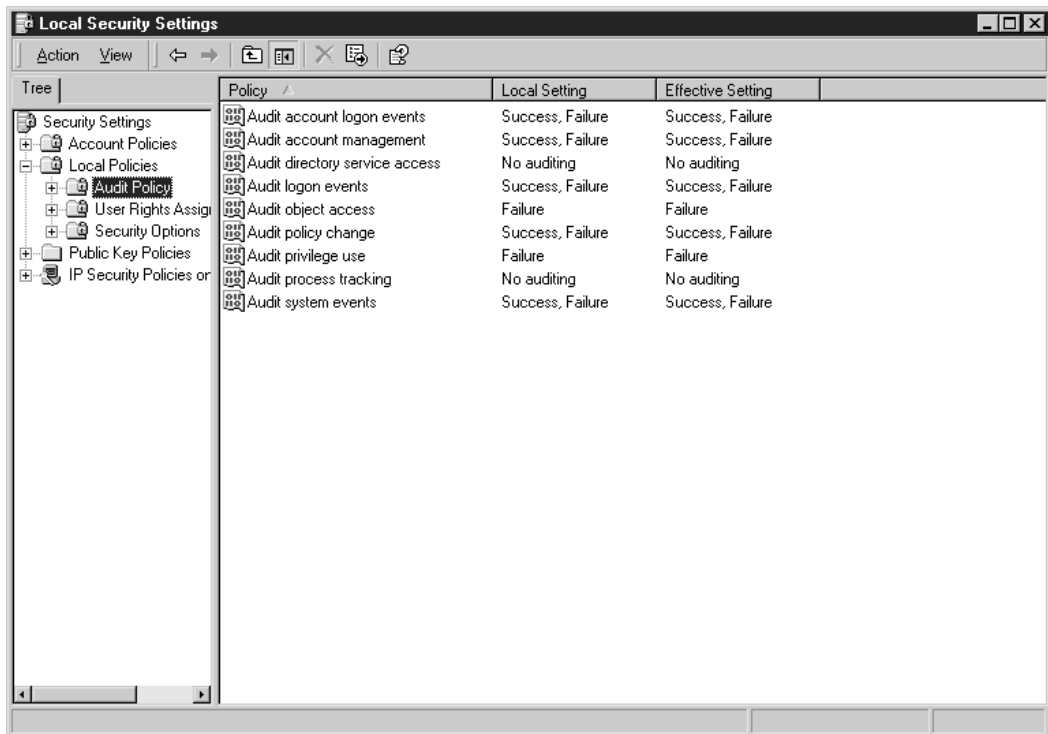 Local Security Settings
Action View
Tree
Policy Local Setting Effective Setting
Security Settings
Account Policies
Local Policies
Audit Policy
User Rights Assig
Security Options
Public Key Policies
IP Security Policies or
Audit account logon events Success, Failure Success, Failure
Audit account management Success, Failure Success, Failure
Audit directory service access No auditing No auditing
Audit logon events Success, Failure Success, Failure
Audit object access Failure Failure
Audit policy change Success, Failure Success, Failure
Audit privilege use Failure Failure
Audit process tracking No auditing No auditing
Audit system events Success, Failure Success, Failure